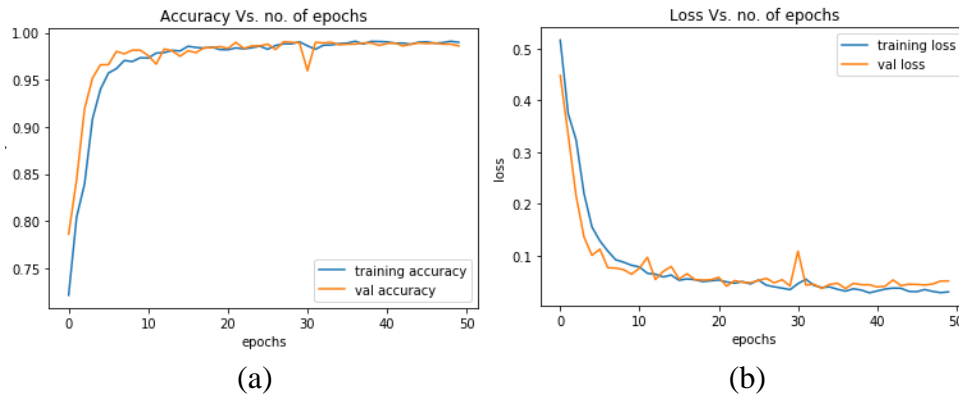 Accuracy Vs. no. of epochs
1.00
0.95
0.90
0.85
0.80
0.75
training accuracy
val accuracy
0 10 20 30 40 50
epochs
(a)
Loss Vs. no. of epochs
loss
0.5
0.4
0.3
0.2
0.1
training loss
val loss
0 10 20 30 40 50
epochs
(b)